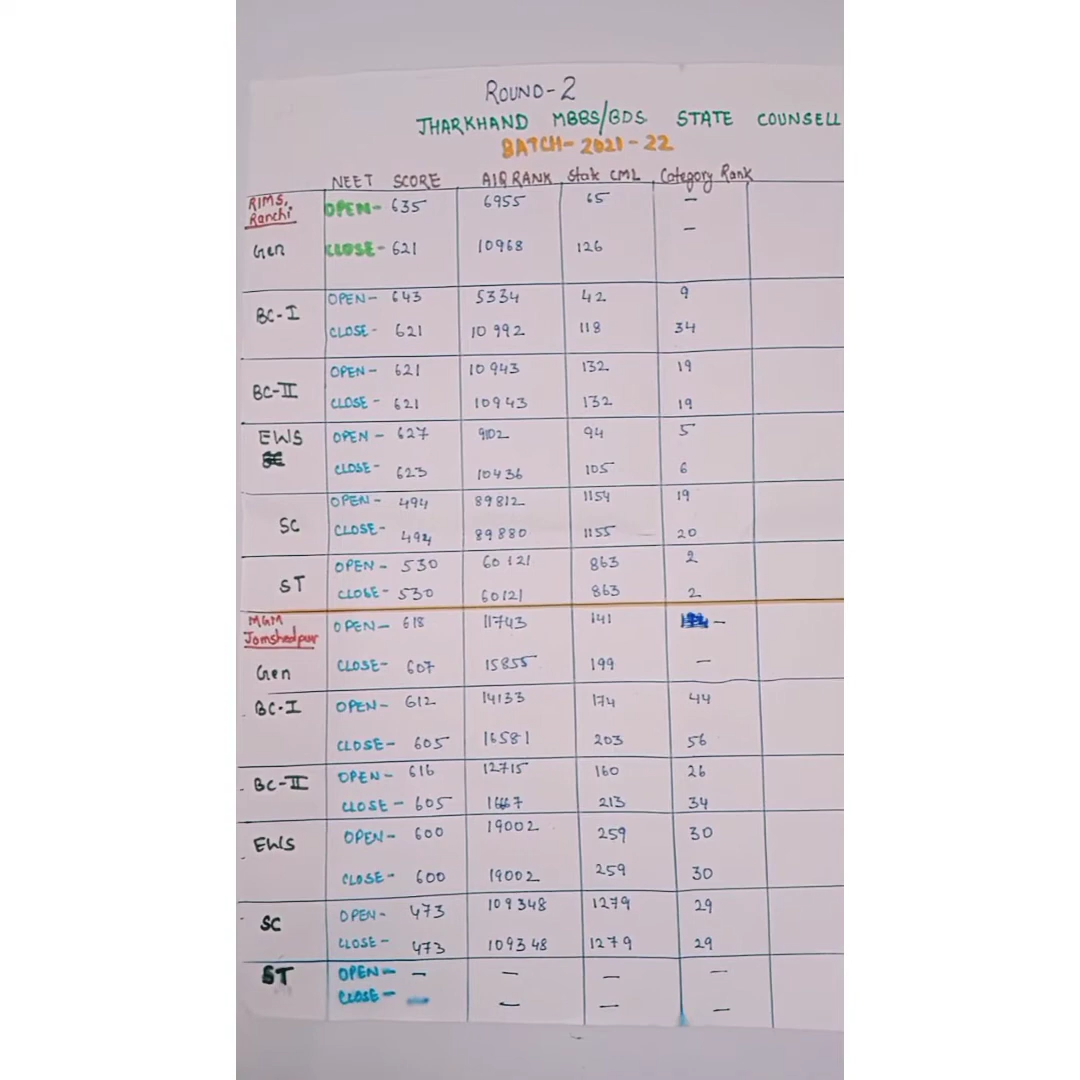 ROUND-2
JHARKHAND MBBS/BDS STATE COUNSELL
BATCH-2021-22
NEET SCORE AIQ RANK State CML Category Rank
RIMS, Ranchi OPEN- 635 6955 65 -
Gen CLOSE- 621 10968 126 -
BC-I OPEN- 643 5334 42 9
CLOSE- 621 10992 118 34
BC-II OPEN- 621 10943 132 19
CLOSE- 621 10943 132 19
EWS OPEN- 627 9102 94 5
CLOSE- 623 10436 105 6
SC OPEN- 494 89812 1154 19
CLOSE- 494 89880 1155 20
ST OPEN- 530 60121 863 2
CLOSE- 530 60121 863 2
MGM Jamshedpur OPEN- 618 11743 141 -
Gen CLOSE- 607 15855 199 -
BC-I OPEN- 612 14133 174 44
CLOSE- 605 16581 203 56
BC-II OPEN- 616 12715 160 26
CLOSE- 605 213 34
EWS OPEN- 600 19002 259 30
CLOSE- 600 19002 259 30
SC OPEN- 473 109348 1279 29
CLOSE- 473 109348 1279 29
ST OPEN- - - - -
CLOSE- - - - -